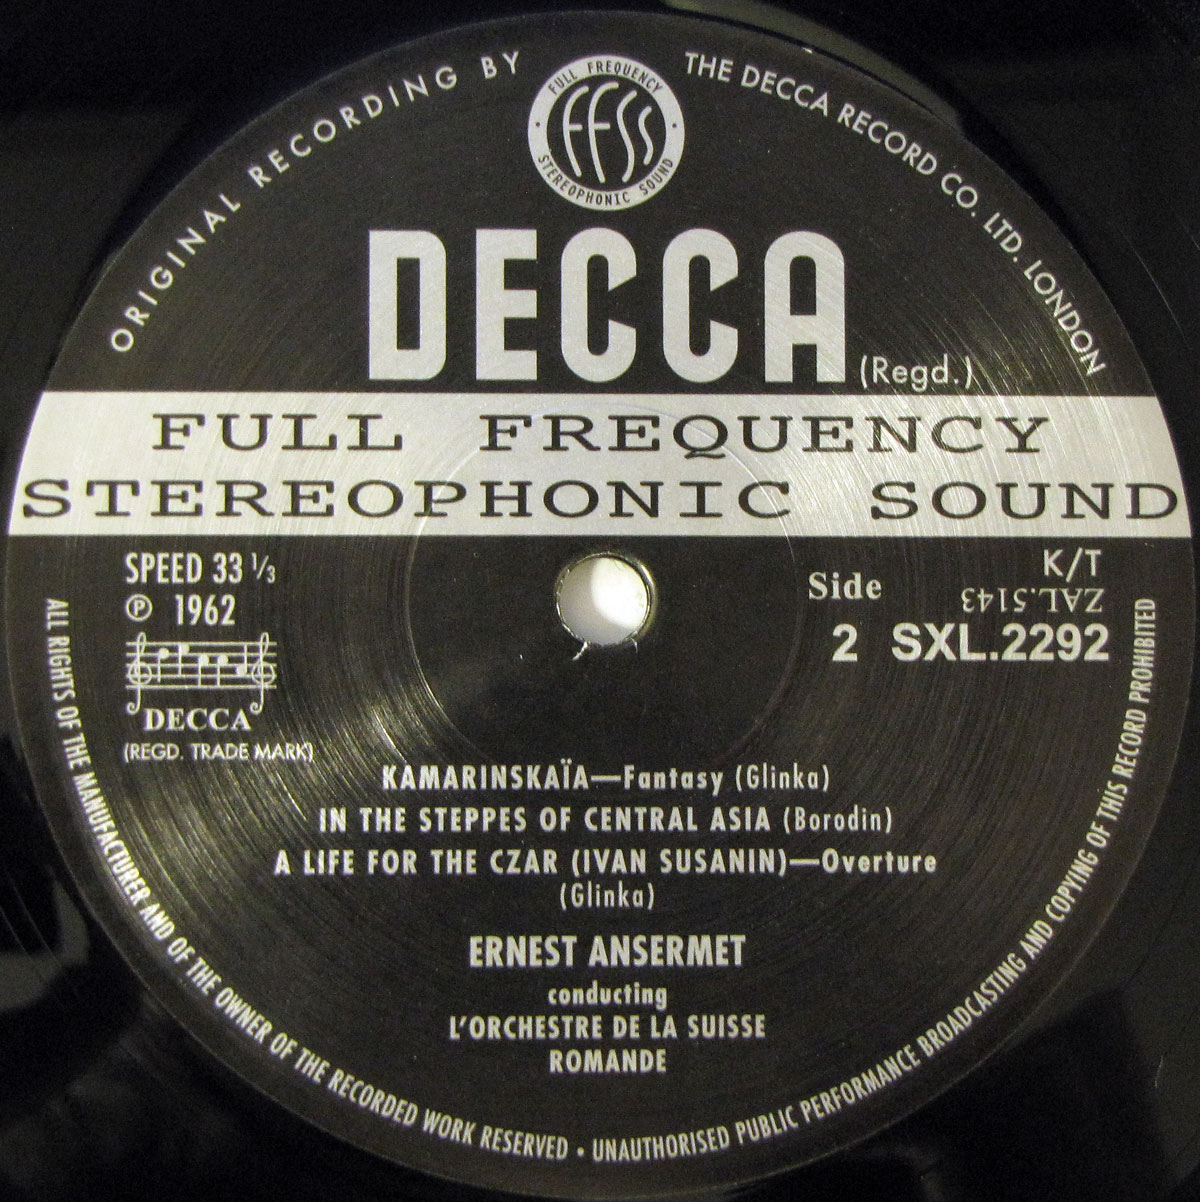 ORIGINAL RECORDING BY
THE DECCA RECORD CO. LTD. LONDON
FULL FREQUENCY
FFSS
STEREOPHONIC SOUND
DECCA
(Regd.)
FULL FREQUENCY
STEREOPHONIC SOUND
SPEED 33 1/3
℗ 1962
DECCA
(REGD. TRADE MARK)
K/T
ZAL.5143
Side
2 SXL.2292
KAMARINSKAÏA—Fantasy (Glinka)
IN THE STEPPES OF CENTRAL ASIA (Borodin)
A LIFE FOR THE CZAR (IVAN SUSANIN)—Overture
(Glinka)
ERNEST ANSERMET
conducting
L'ORCHESTRE DE LA SUISSE
ROMANDE
ALL RIGHTS OF THE MANUFACTURER AND OF THE OWNER OF THE RECORDED WORK RESERVED • UNAUTHORISED PUBLIC PERFORMANCE BROADCASTING AND COPYING OF THiS RECORD PROHIBITED